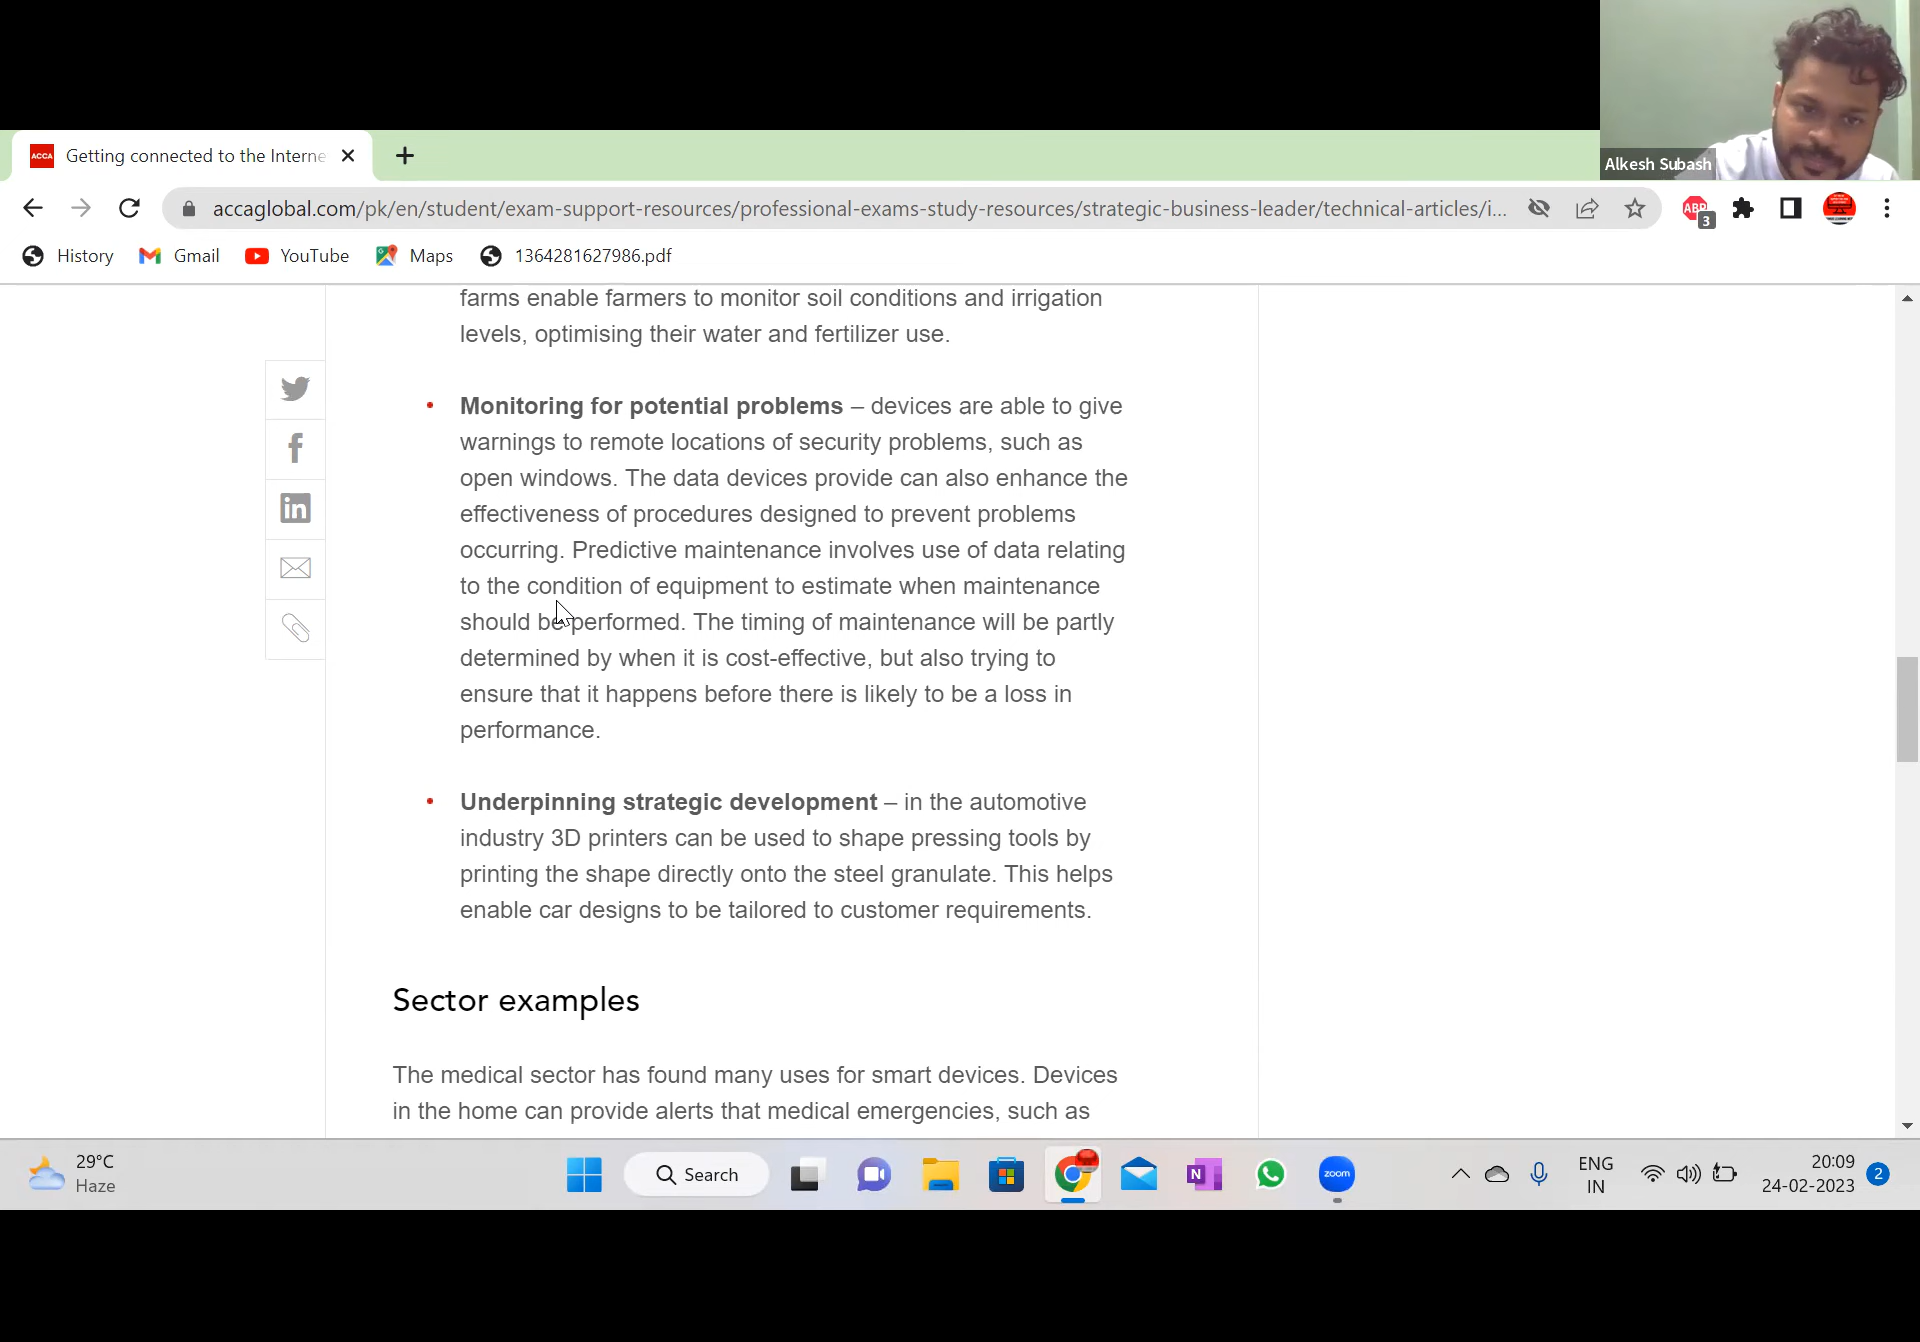 Alkesh Subash
ACCA Getting connected to the Interne
accaglobal.com/pk/en/student/exam-support-resources/professional-exams-study-resources/strategic-business-leader/technical-articles/i...
ABP
3
History Gmail YouTube Maps 1364281627986.pdf
farms enable farmers to monitor soil conditions and irrigation
levels, optimising their water and fertilizer use.
• Monitoring for potential problems – devices are able to give
warnings to remote locations of security problems, such as
open windows. The data devices provide can also enhance the
effectiveness of procedures designed to prevent problems
occurring. Predictive maintenance involves use of data relating
to the condition of equipment to estimate when maintenance
should be performed. The timing of maintenance will be partly
determined by when it is cost-effective, but also trying to
ensure that it happens before there is likely to be a loss in
performance.
• Underpinning strategic development – in the automotive
industry 3D printers can be used to shape pressing tools by
printing the shape directly onto the steel granulate. This helps
enable car designs to be tailored to customer requirements.
Sector examples
The medical sector has found many uses for smart devices. Devices
in the home can provide alerts that medical emergencies, such as
29°C
Haze
Search
N
zoom
ENG
IN
20:09
24-02-2023
2